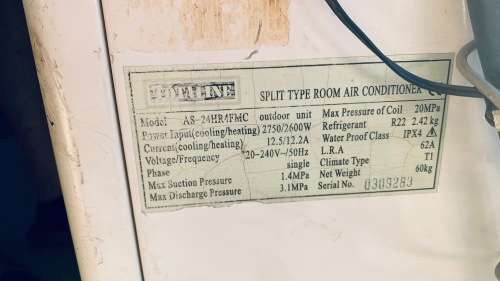 TOTALINE SPLIT TYPE ROOM AIR CONDITIONER
Model: AS-24HR4FMC outdoor unit Max Pressure of Coil 20MPa
Power Input(cooling/heating) 2750/2600W Refrigerant R22 2.42 kg
Current(cooling/heating) 12.5/12.2A Water Proof Class IPX4
Voltage/Frequency 220-240V~/50Hz L.R.A 62A
Phase single Climate Type T1
Max Suction Pressure 1.4MPa Net Weight 60kg
Max Discharge Pressure 3.1MPa Serial No. 0309283